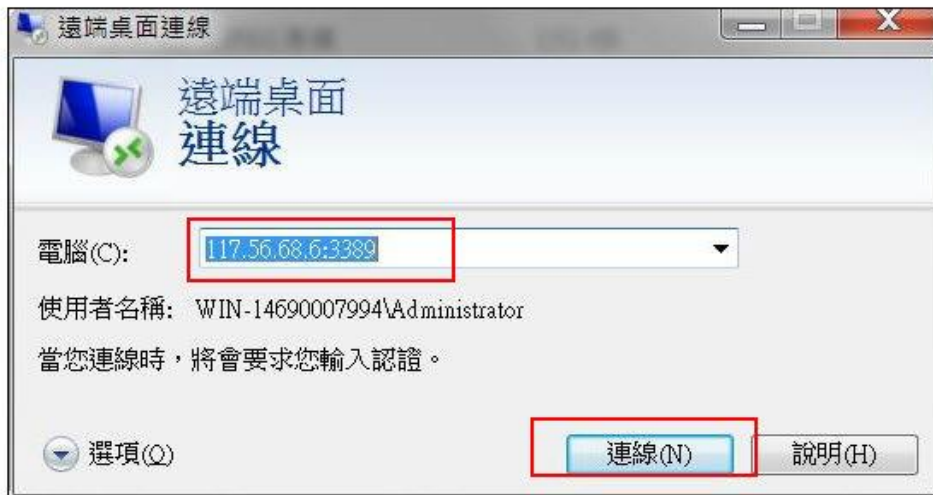 遠端桌面連線
遠端桌面
連線
電腦(C):
117.56.68.6:3389
使用者名稱: WIN-14690007994\Administrator
當您連線時，將會要求您輸入認證。
選項(O)
連線(N)
說明(H)